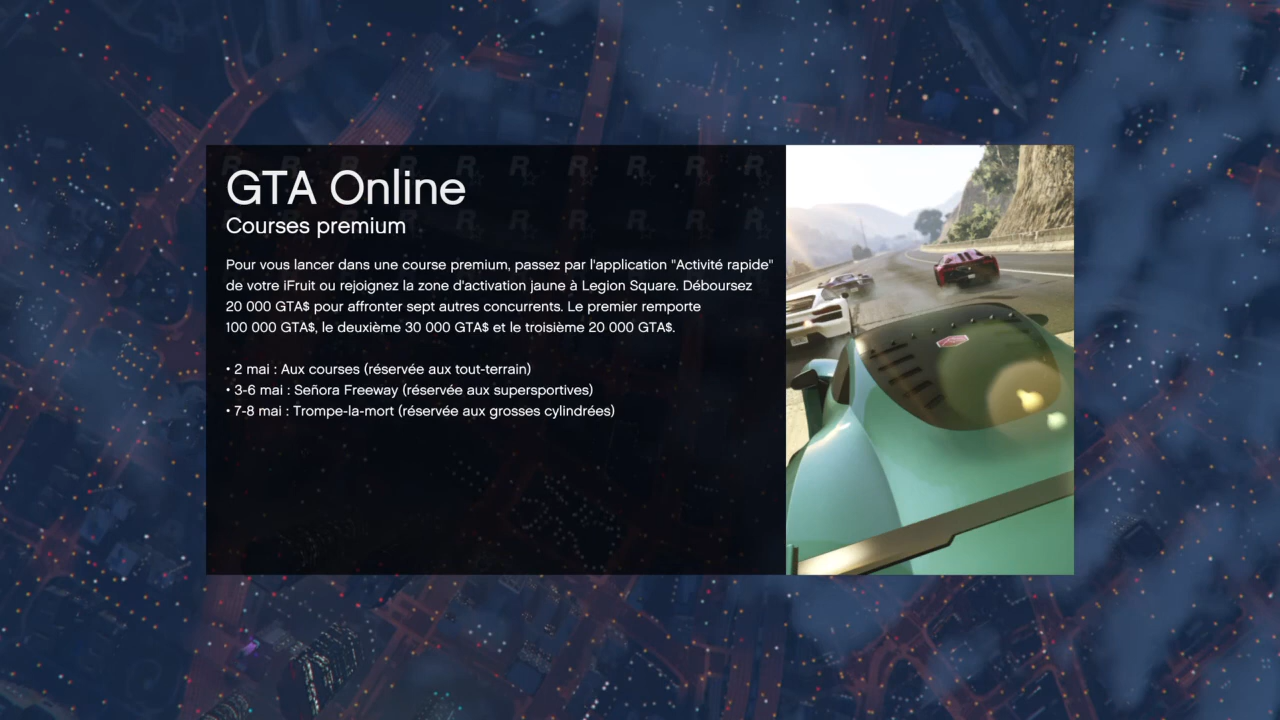 GTA Online
Courses premium
Pour vous lancer dans une course premium, passez par l'application "Activité rapide"
de votre iFruit ou rejoignez la zone d'activation jaune à Legion Square. Déboursez
20 000 GTA$ pour affronter sept autres concurrents. Le premier remporte
100 000 GTA$, le deuxième 30 000 GTA$ et le troisième 20 000 GTA$.
• 2 mai : Aux courses (réservée aux tout-terrain)
• 3-6 mai : Señora Freeway (réservée aux supersportives)
• 7-8 mai : Trompe-la-mort (réservée aux grosses cylindrées)